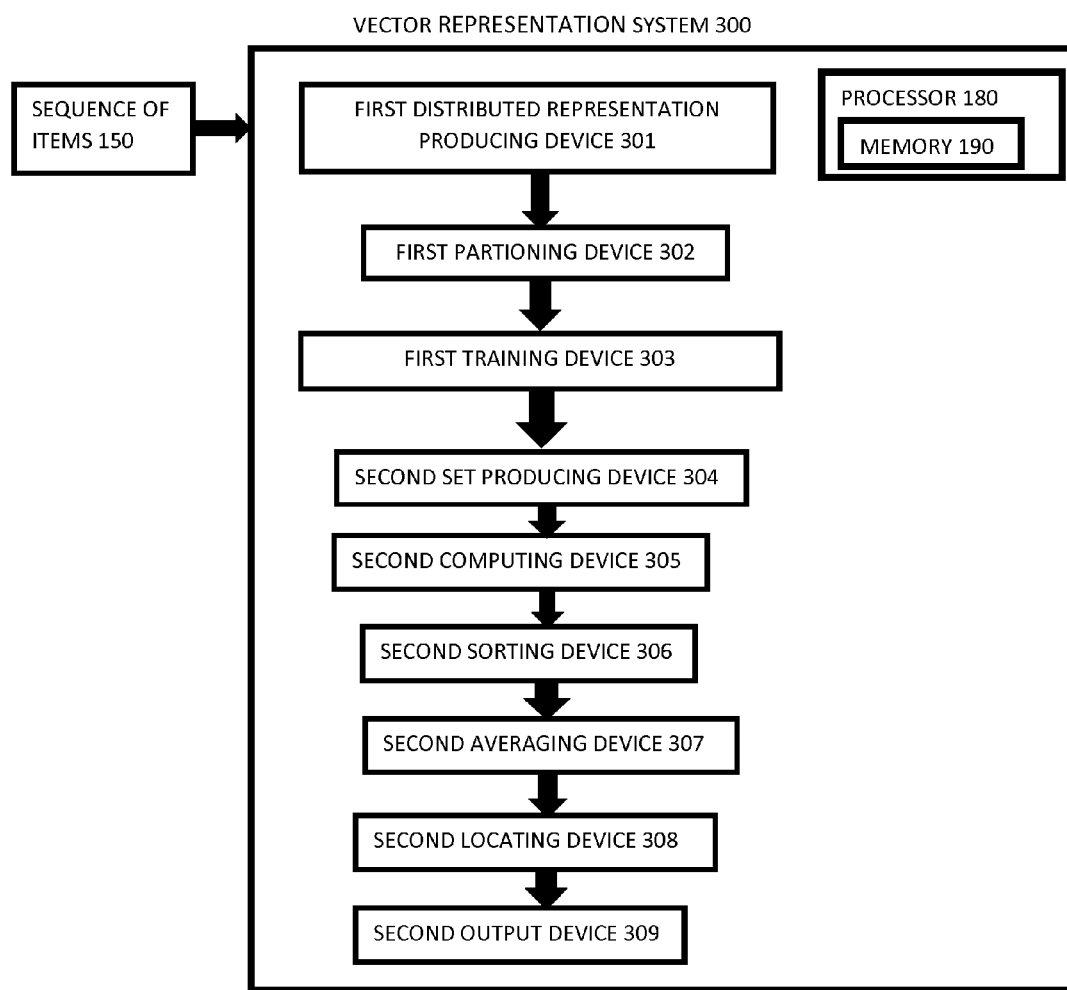 VECTOR REPRESENTATION SYSTEM 300
SEQUENCE OF
ITEMS 150
FIRST DISTRIBUTED REPRESENTATION
PRODUCING DEVICE 301
PROCESSOR 180
MEMORY 190
FIRST PARTIONING DEVICE 302
FIRST TRAINING DEVICE 303
SECOND SET PRODUCING DEVICE 304
SECOND COMPUTING DEVICE 305
SECOND SORTING DEVICE 306
SECOND AVERAGING DEVICE 307
SECOND LOCATING DEVICE 308
SECOND OUTPUT DEVICE 309